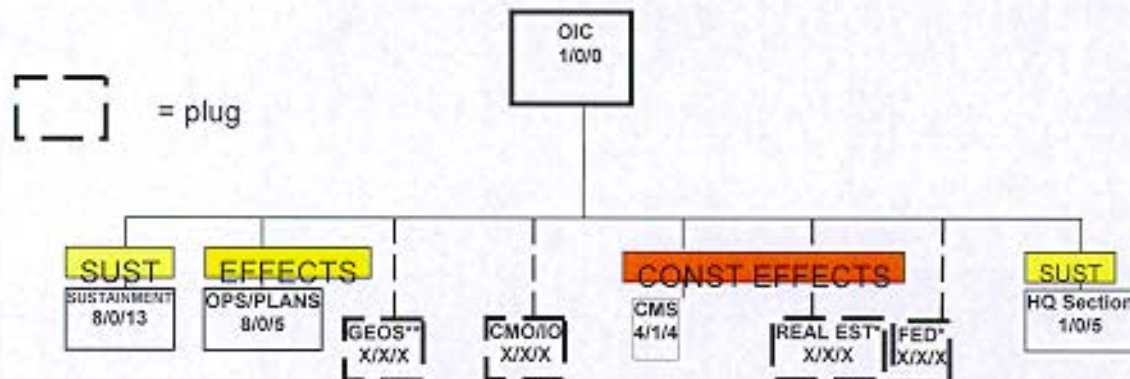 OIC
1/0/0
= plug
SUST
EFFECTS
CONST EFFECTS
SUST
SUSTAINMENT
8/0/13
OPS/PLANS
8/0/5
GEOS**
X/X/X
CMO/IO
X/X/X
CMS
4/1/4
REAL EST*
X/X/X
FED*
X/X/X
HQ Section
1/0/5